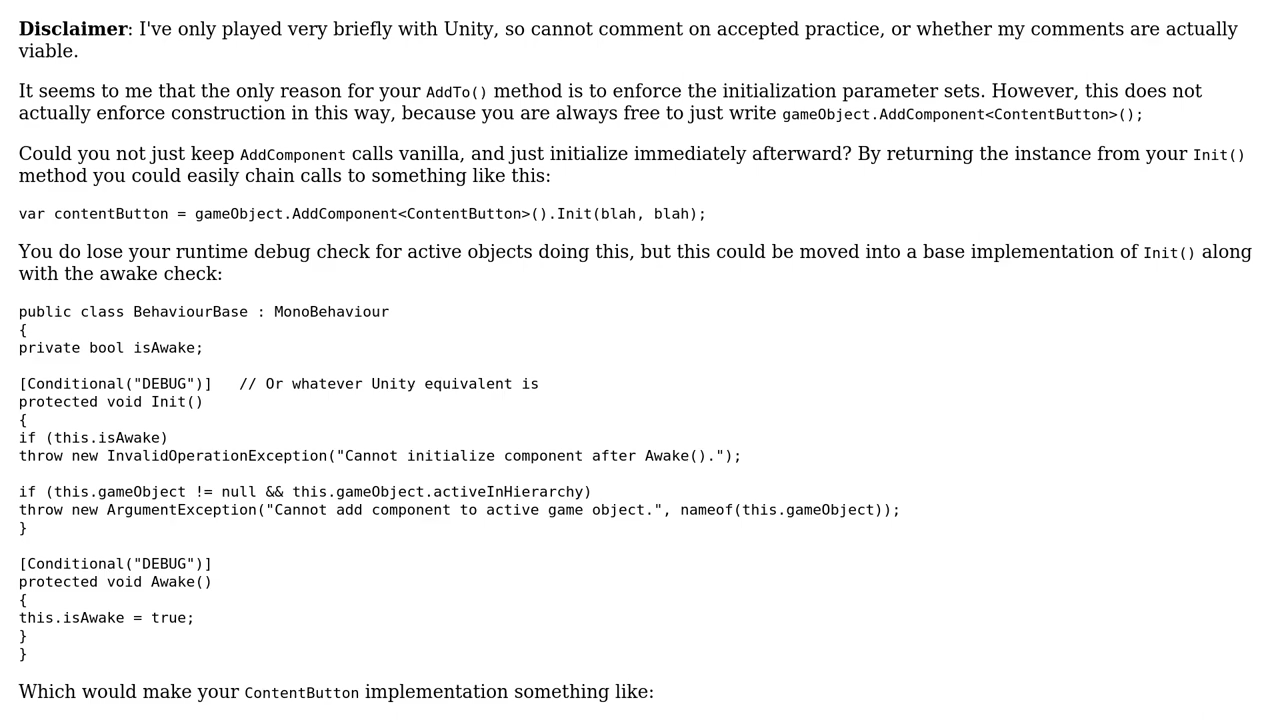 Disclaimer: I've only played very briefly with Unity, so cannot comment on accepted practice, or whether my comments are actually
viable.
It seems to me that the only reason for your AddTo() method is to enforce the initialization parameter sets. However, this does not
actually enforce construction in this way, because you are always free to just write gameObject.AddComponent<ContentButton>();
Could you not just keep AddComponent calls vanilla, and just initialize immediately afterward? By returning the instance from your Init()
method you could easily chain calls to something like this:
var contentButton = gameObject.AddComponent<ContentButton>().Init(blah, blah);
You do lose your runtime debug check for active objects doing this, but this could be moved into a base implementation of Init() along
with the awake check:
public class BehaviourBase : MonoBehaviour
{
private bool isAwake;
[Conditional("DEBUG")]   // Or whatever Unity equivalent is
protected void Init()
{
if (this.isAwake)
throw new InvalidOperationException("Cannot initialize component after Awake().");
if (this.gameObject != null && this.gameObject.activeInHierarchy)
throw new ArgumentException("Cannot add component to active game object.", nameof(this.gameObject));
}
[Conditional("DEBUG")]
protected void Awake()
{
this.isAwake = true;
}
}
Which would make your ContentButton implementation something like: